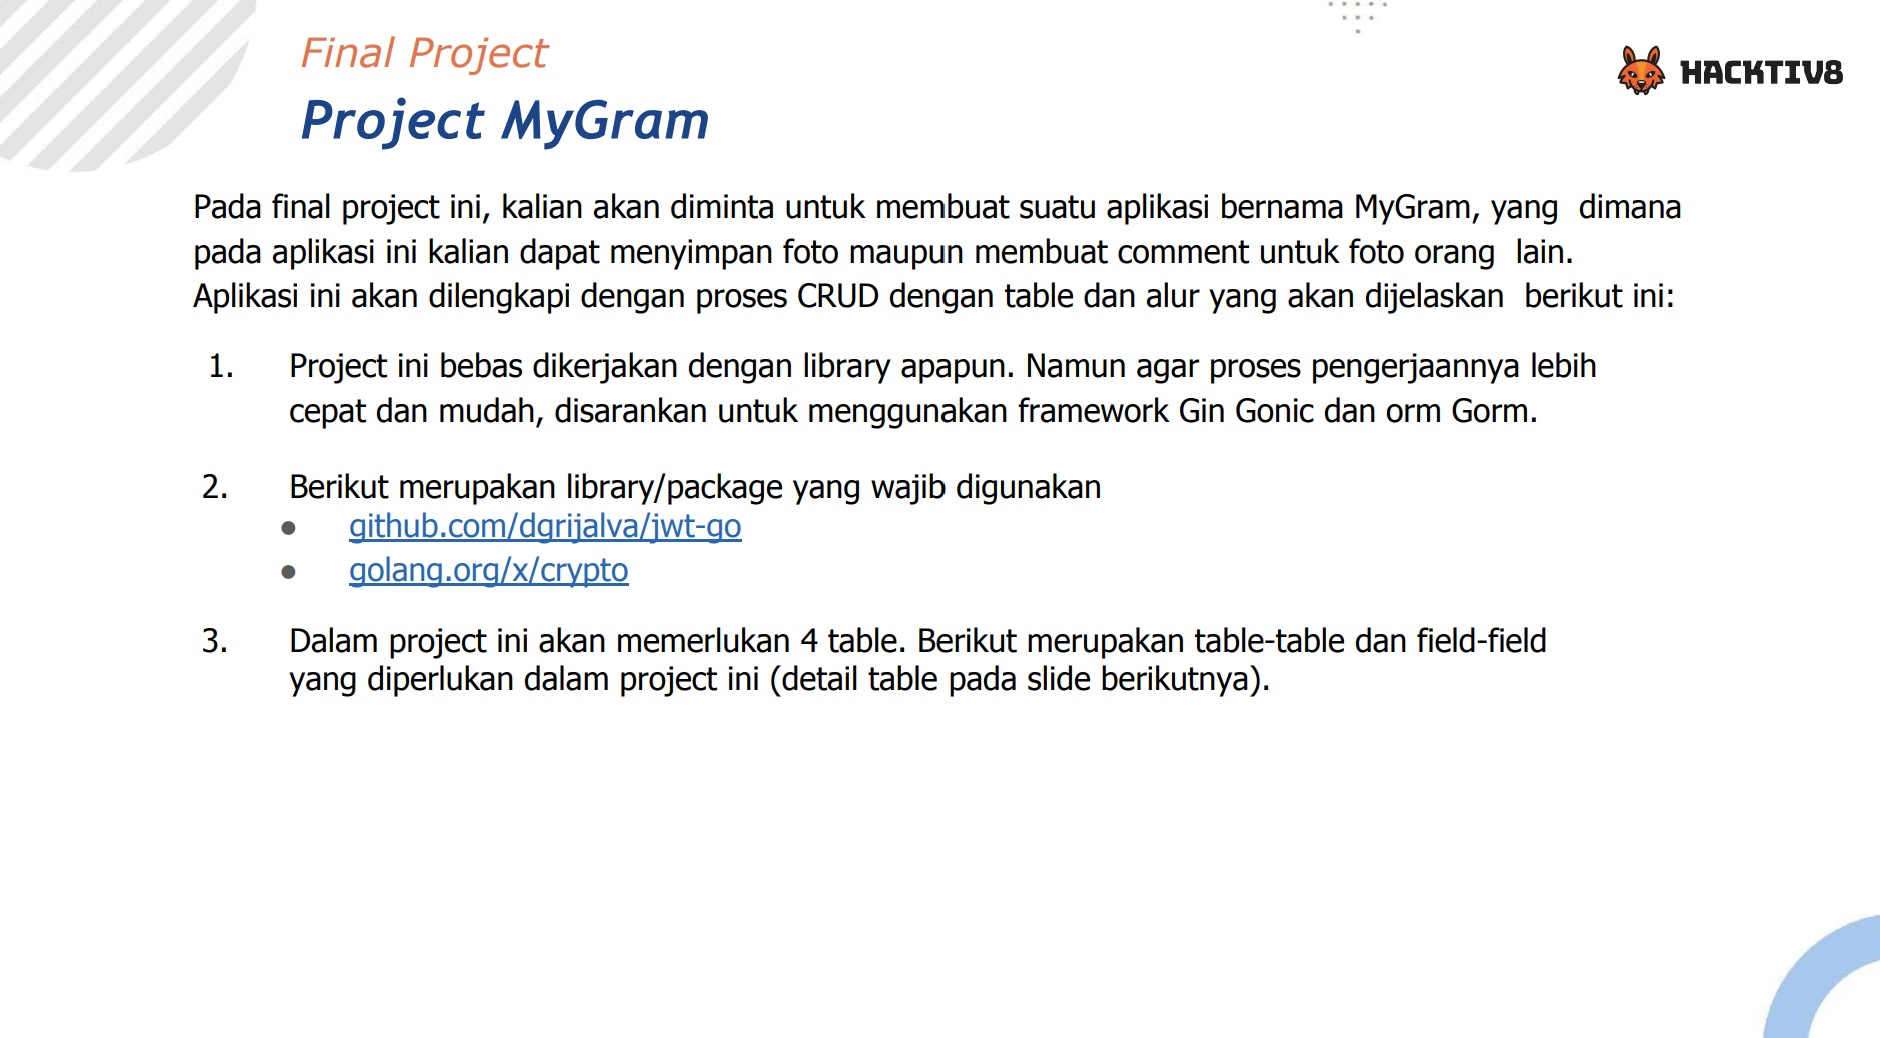 Final Project
Project MyGram
HACKTIV8
Pada final project ini, kalian akan diminta untuk membuat suatu aplikasi bernama MyGram, yang dimana
pada aplikasi ini kalian dapat menyimpan foto maupun membuat comment untuk foto orang lain.
Aplikasi ini akan dilengkapi dengan proses CRUD dengan table dan alur yang akan dijelaskan berikut ini:
1. Project ini bebas dikerjakan dengan library apapun. Namun agar proses pengerjaannya lebih
cepat dan mudah, disarankan untuk menggunakan framework Gin Gonic dan orm Gorm.
2. Berikut merupakan library/package yang wajib digunakan
● github.com/dgrijalva/jwt-go
● golang.org/x/crypto
3. Dalam project ini akan memerlukan 4 table. Berikut merupakan table-table dan field-field
yang diperlukan dalam project ini (detail table pada slide berikutnya).